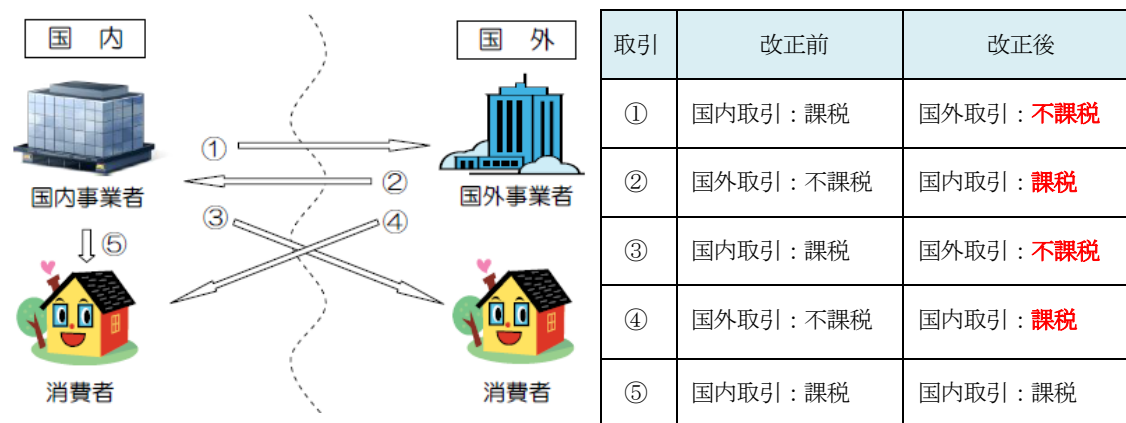 国 内
国 外
①
国内事業者
②
国外事業者
③
④
⑤
消費者
消費者
取引 改正前 改正後
① 国内取引：課税 国外取引：不課税
② 国外取引：不課税 国内取引：課税
③ 国内取引：課税 国外取引：不課税
④ 国外取引：不課税 国内取引：課税
⑤ 国内取引：課税 国内取引：課税